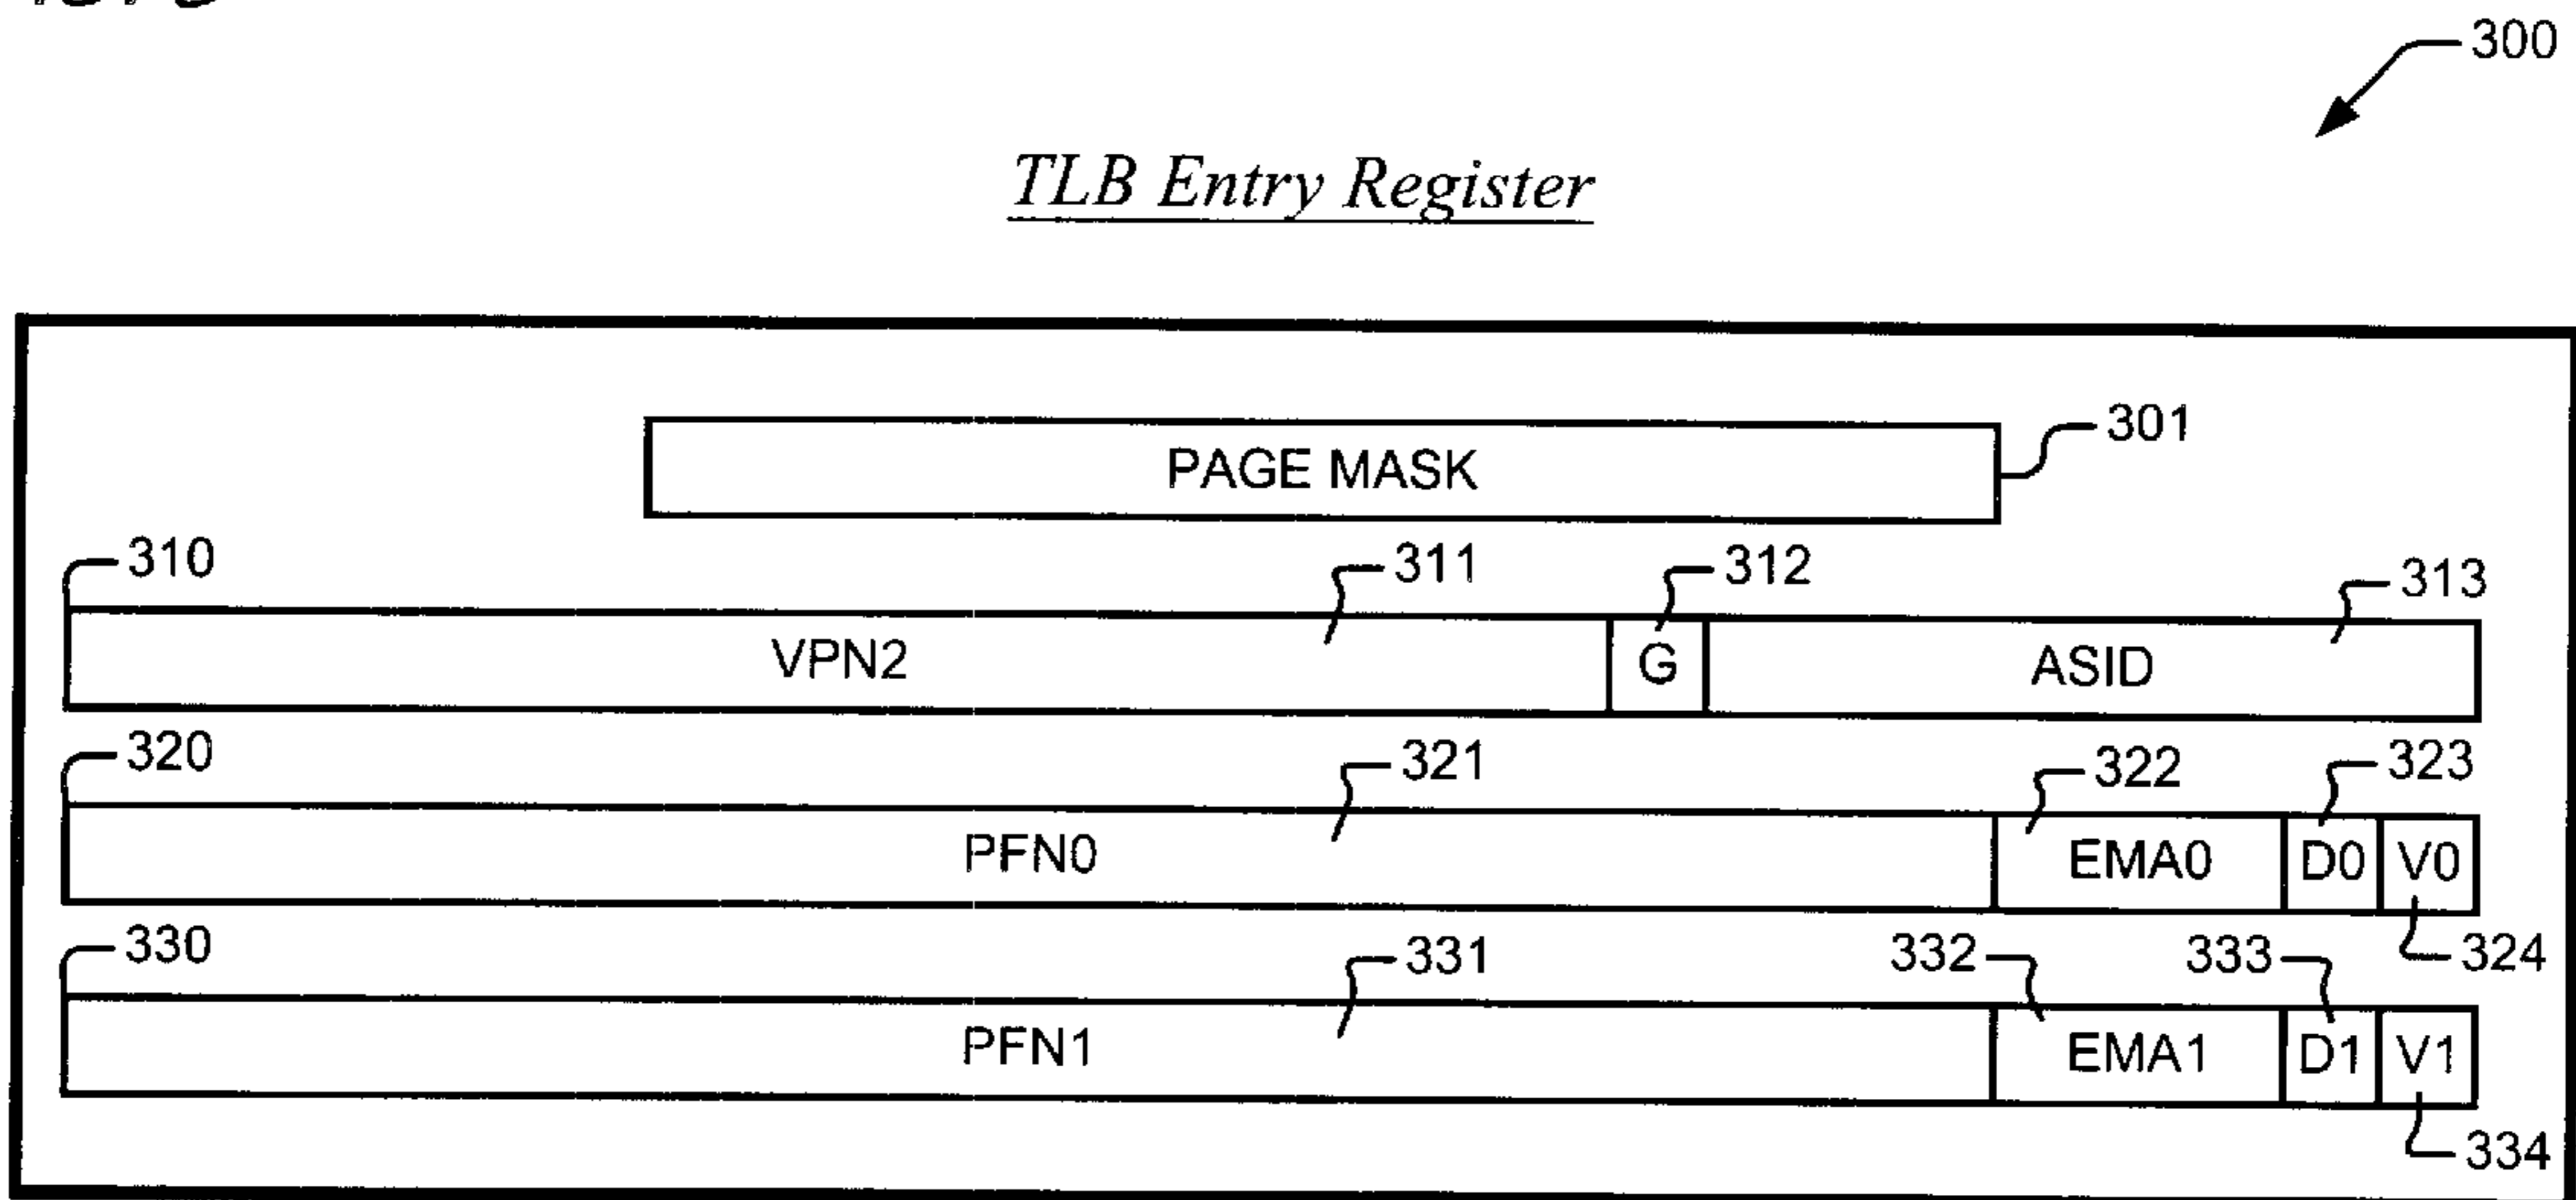 300
TLB Entry Register
PAGE MASK 301
310 311 312 313
VPN2 G ASID
320 321 322 323
PFN0 EMA0 D0 V0
330 331 332 333 324
PFN1 EMA1 D1 V1
334